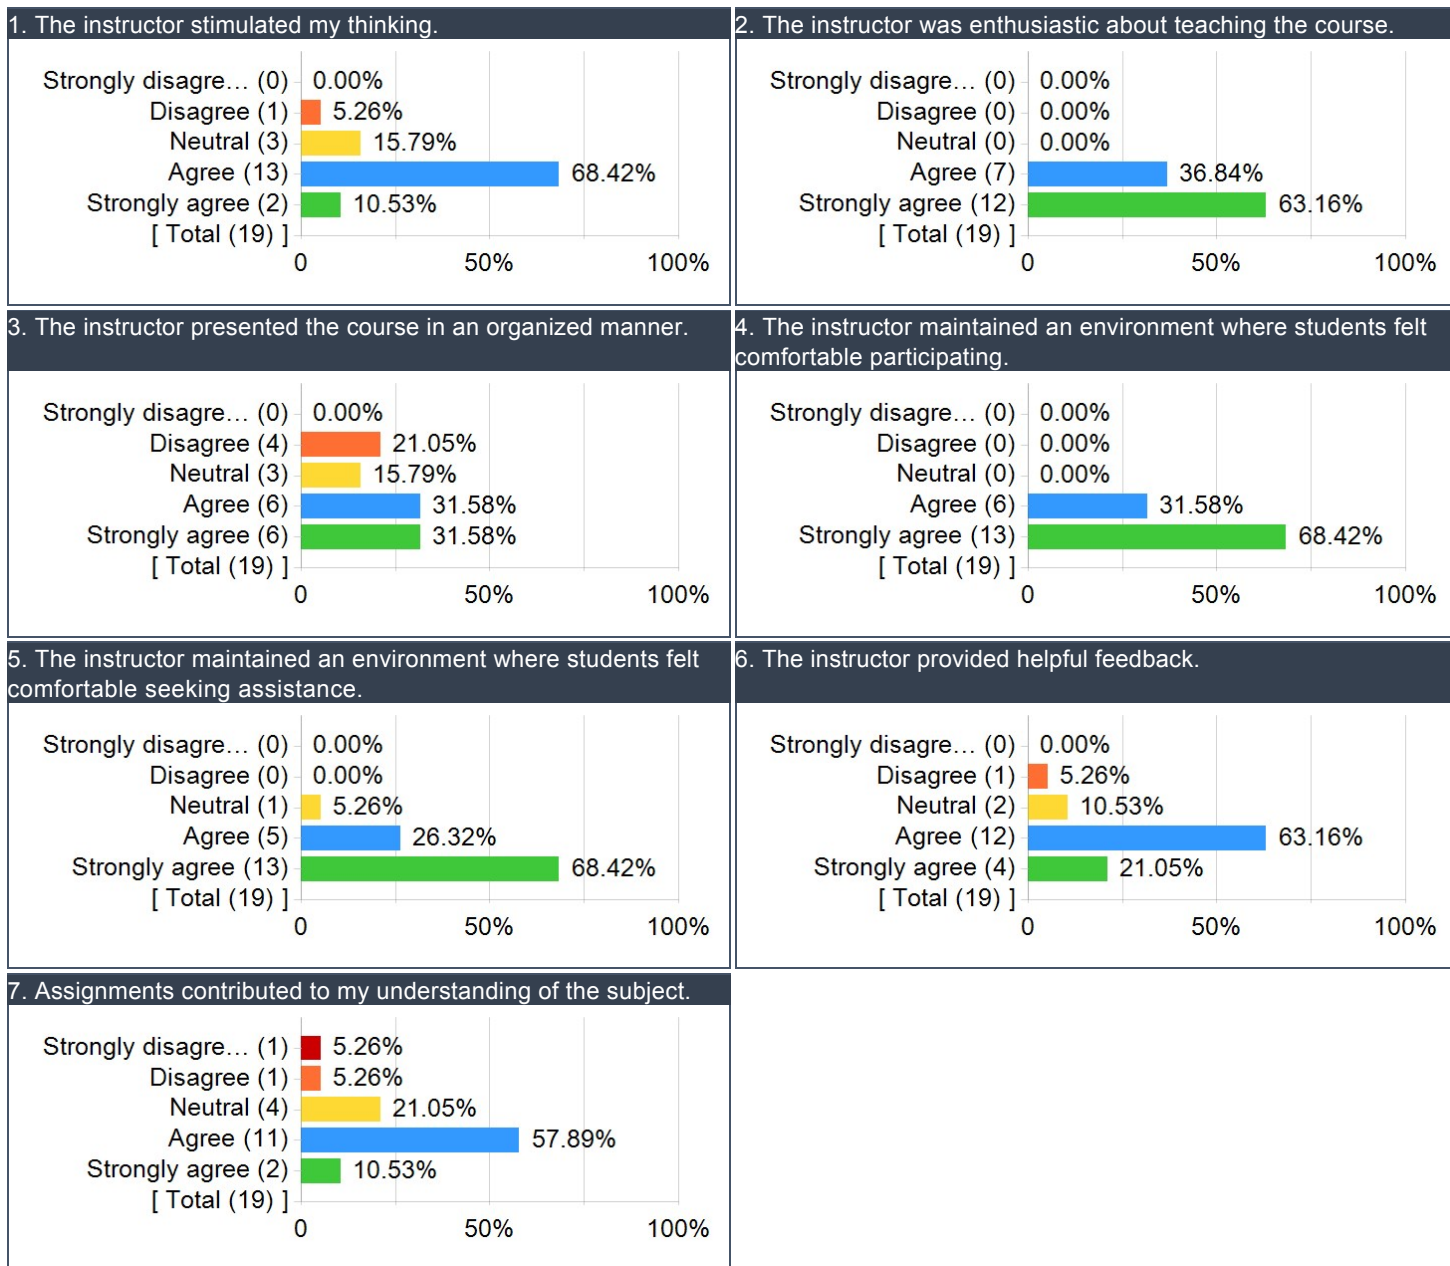 1. The instructor stimulated my thinking.
Strongly disagre… (0) 0.00%
Disagree (1) 5.26%
Neutral (3) 15.79%
Agree (13) 68.42%
Strongly agree (2) 10.53%
[ Total (19) ]
0 50% 100%
2. The instructor was enthusiastic about teaching the course.
Strongly disagre… (0) 0.00%
Disagree (0) 0.00%
Neutral (0) 0.00%
Agree (7) 36.84%
Strongly agree (12) 63.16%
[ Total (19) ]
0 50% 100%
3. The instructor presented the course in an organized manner.
Strongly disagre… (0) 0.00%
Disagree (4) 21.05%
Neutral (3) 15.79%
Agree (6) 31.58%
Strongly agree (6) 31.58%
[ Total (19) ]
0 50% 100%
4. The instructor maintained an environment where students felt
comfortable participating.
Strongly disagre… (0) 0.00%
Disagree (0) 0.00%
Neutral (0) 0.00%
Agree (6) 31.58%
Strongly agree (13) 68.42%
[ Total (19) ]
0 50% 100%
5. The instructor maintained an environment where students felt
comfortable seeking assistance.
Strongly disagre… (0) 0.00%
Disagree (0) 0.00%
Neutral (1) 5.26%
Agree (5) 26.32%
Strongly agree (13) 68.42%
[ Total (19) ]
0 50% 100%
6. The instructor provided helpful feedback.
Strongly disagre… (0) 0.00%
Disagree (1) 5.26%
Neutral (2) 10.53%
Agree (12) 63.16%
Strongly agree (4) 21.05%
[ Total (19) ]
0 50% 100%
7. Assignments contributed to my understanding of the subject.
Strongly disagre… (1) 5.26%
Disagree (1) 5.26%
Neutral (4) 21.05%
Agree (11) 57.89%
Strongly agree (2) 10.53%
[ Total (19) ]
0 50% 100%